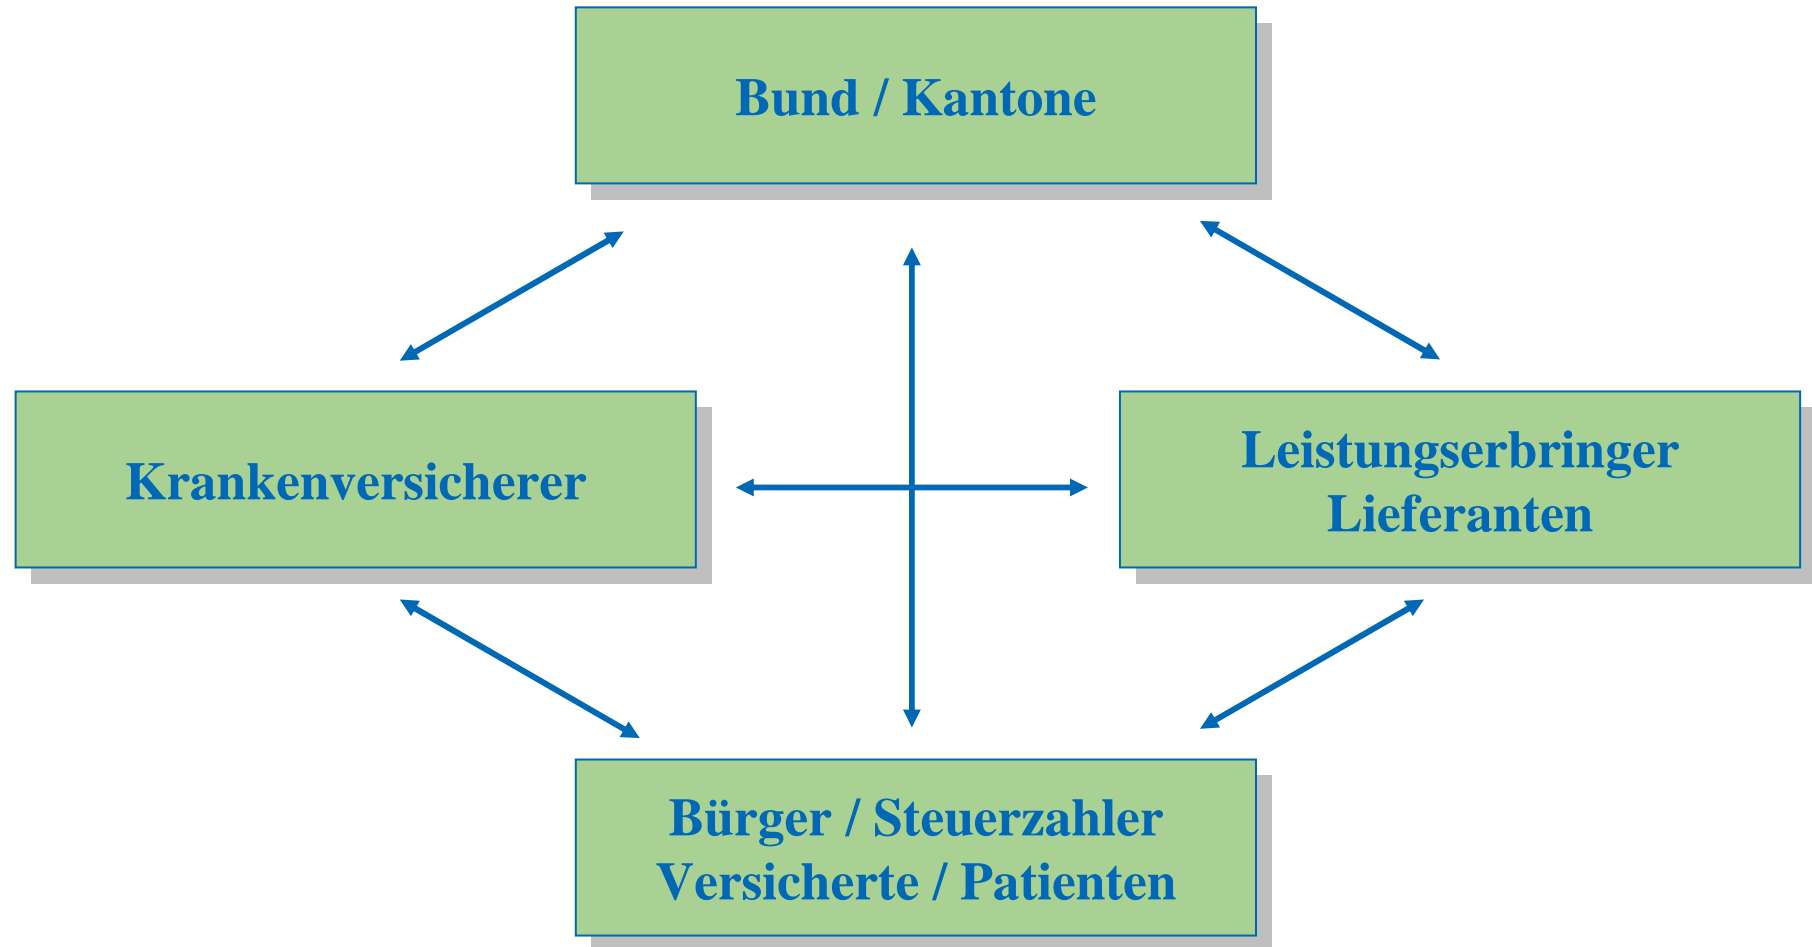 Bund / Kantone
Krankenversicherer
Leistungserbringer
Lieferanten
Bürger / Steuerzahler
Versicherte / Patienten